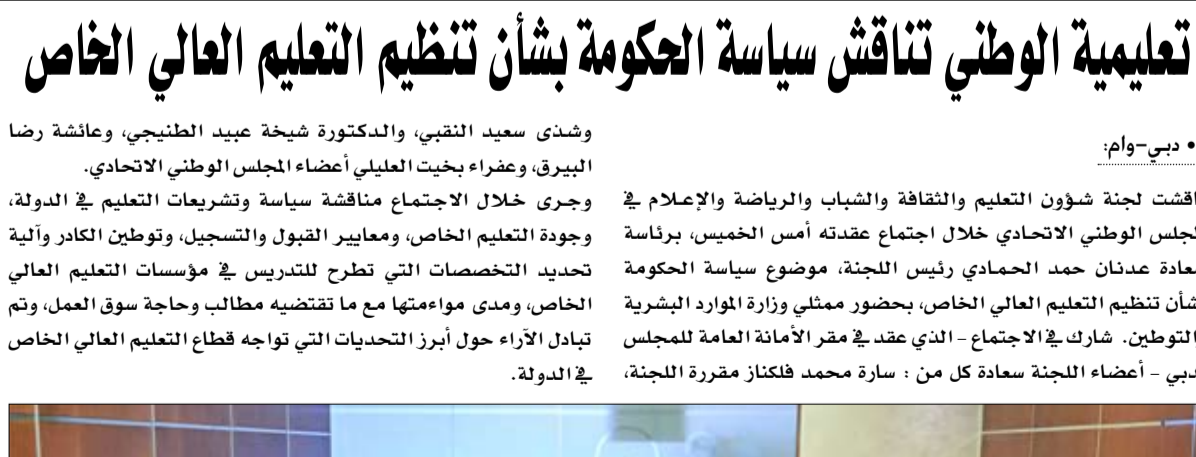 تعليمية الوطني تناقش سياسة الحكومة بشأن تنظيم التعليم العالي الخاص
• دبي-وام:
اقشت لجنة شؤون التعليم والثقافة والشباب والرياضة والإعلام في
لجلس الوطني الاتحادي خلال اجتماع عقدته أمس الخميس، برئاسة
عادة عدنان حمد الحمادي رئيس اللجنة، موضوع سياسة الحكومة
شأن تنظيم التعليم العالي الخاص، بحضور ممثلي وزارة الموارد البشرية
التوطين. شارك في الاجتماع – الذي عقد في مقر الأمانة العامة للمجلس
دبي – أعضاء اللجنة سعادة كل من : سارة محمد فلكناز مقررة اللجنة،
وشذى سعيد النقبي، والدكتورة شيخة عبيد الطنيجي، وعائشة رضا
البيرق، وعفراء بخيت العليلي أعضاء المجلس الوطني الاتحادي.
وجرى خلال الاجتماع مناقشة سياسة وتشريعات التعليم في الدولة،
وجودة التعليم الخاص، ومعايير القبول والتسجيل، وتوطين الكادر وآلية
تحديد التخصصات التي تطرح للتدريس في مؤسسات التعليم العالي
الخاص، ومدى مواءمتها مع ما تقتضيه مطالب وحاجة سوق العمل، وتم
تبادل الآراء حول أبرز التحديات التي تواجه قطاع التعليم العالي الخاص
في الدولة.